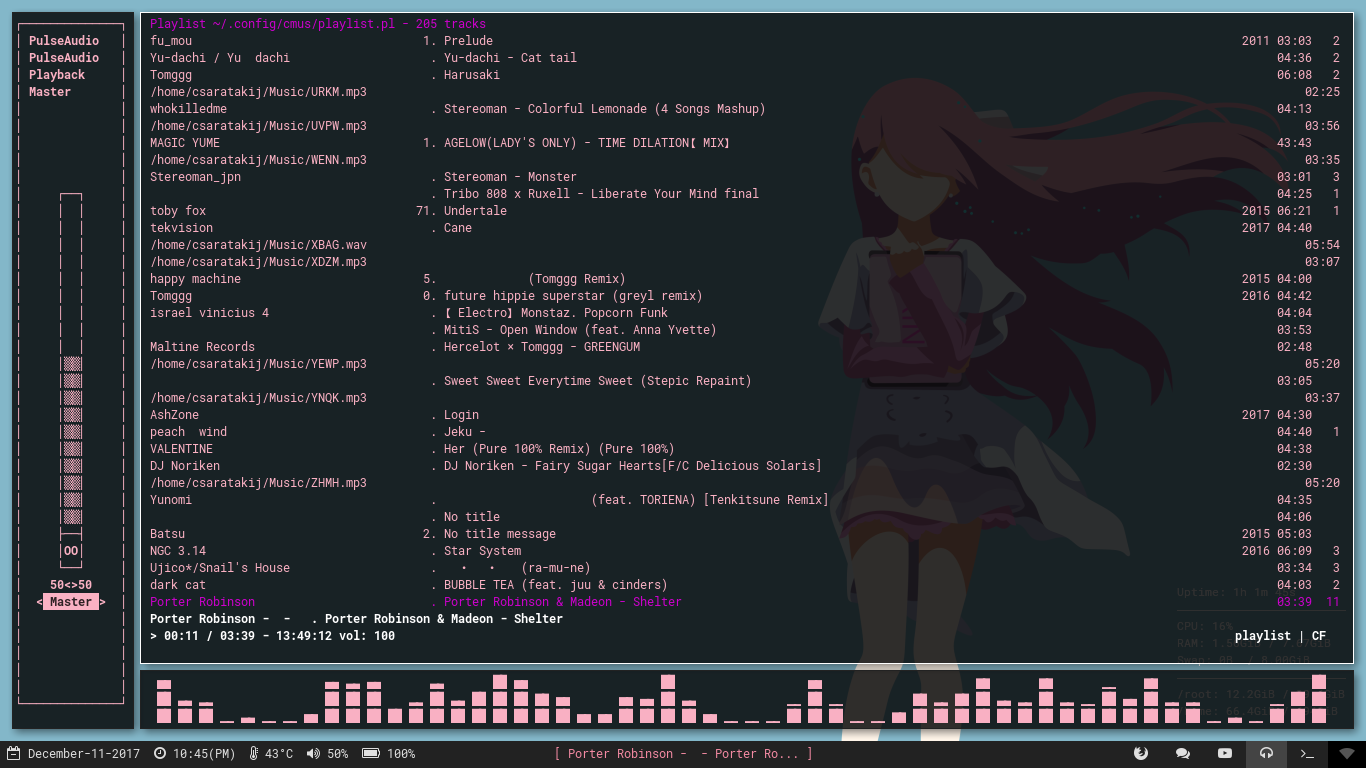 PulseAudio
PulseAudio
Playback
Master
OO
50<>50
< Master >
Playlist ~/.config/cmus/playlist.pl - 205 tracks
fu_mou 1. Prelude 2011 03:03 2
Yu-dachi / Yu dachi . Yu-dachi - Cat tail 04:36 2
Tomggg . Harusaki 06:08 2
/home/csaratakij/Music/URKM.mp3 02:25
whokilledme . Stereoman - Colorful Lemonade (4 Songs Mashup) 04:13
/home/csaratakij/Music/UVPW.mp3 03:56
MAGIC YUME 1. AGELOW(LADY'S ONLY) - TIME DILATION【 MIX】 43:43
/home/csaratakij/Music/WENN.mp3 03:35
Stereoman_jpn . Stereoman - Monster 03:01 3
. Tribo 808 x Ruxell - Liberate Your Mind final 04:25 1
toby fox 71. Undertale 2015 06:21 1
tekvision . Cane 2017 04:40
/home/csaratakij/Music/XBAG.wav 05:54
/home/csaratakij/Music/XDZM.mp3 03:07
happy machine 5. (Tomggg Remix) 2015 04:00
Tomggg 0. future hippie superstar (greyl remix) 2016 04:42
israel vinicius 4 . 【 Electro】Monstaz. Popcorn Funk 04:04
. MitiS - Open Window (feat. Anna Yvette) 03:53
Maltine Records . Hercelot × Tomggg - GREENGUM 02:48
/home/csaratakij/Music/YEWP.mp3 05:20
. Sweet Sweet Everytime Sweet (Stepic Repaint) 03:05
/home/csaratakij/Music/YNQK.mp3 03:37
AshZone . Login 2017 04:30
peach wind . Jeku - 04:40 1
VALENTINE . Her (Pure 100% Remix) (Pure 100%) 04:38
DJ Noriken . DJ Noriken - Fairy Sugar Hearts[F/C Delicious Solaris] 02:30
/home/csaratakij/Music/ZHMH.mp3 05:20
Yunomi . (feat. TORIENA) [Tenkitsune Remix] 04:35
. No title 04:06
Batsu 2. No title message 2015 05:03
NGC 3.14 . Star System 2016 06:09 3
Ujico*/Snail's House . ・ ・ (ra-mu-ne) 03:34 3
dark cat . BUBBLE TEA (feat. juu & cinders) 04:03 2
Porter Robinson . Porter Robinson & Madeon - Shelter 03:39 11
Porter Robinson - - . Porter Robinson & Madeon - Shelter
> 00:11 / 03:39 - 13:49:12 vol: 100 playlist | CF
Uptime: 1h 1m
CPU: 16%
RAM:
Swap:
/root: 12.2GiB /
December-11-2017 10:45(PM) 43°C 50% 100% [ Porter Robinson - - Porter Ro... ]